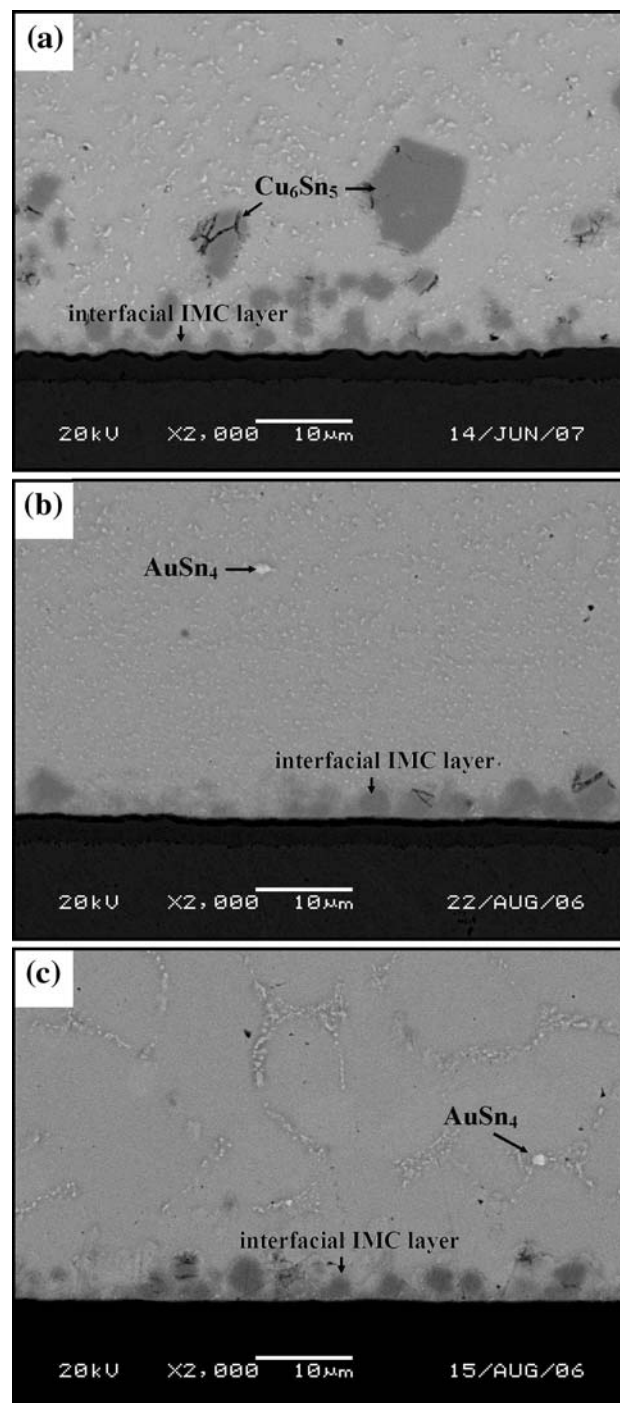 (a)
Cu₆Sn₅
interfacial IMC layer
20kV X2,000 10µm 14/JUN/07
(b)
AuSn₄
interfacial IMC layer
20kV X2,000 10µm 22/AUG/06
(c)
AuSn₄
interfacial IMC layer
20kV X2,000 10µm 15/AUG/06